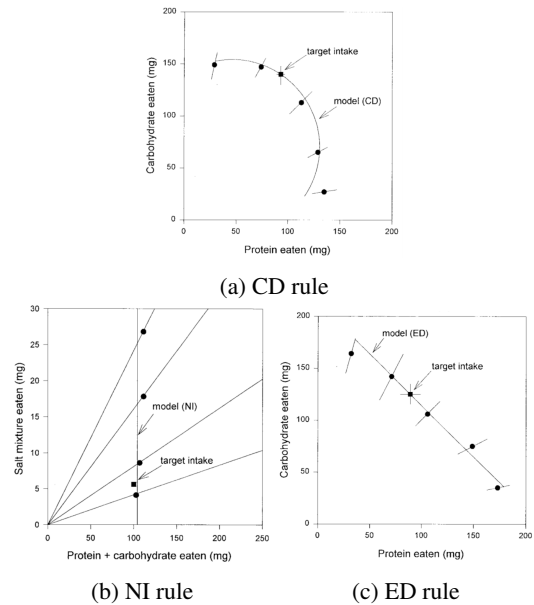 200
150
100
50
0
Carbohydrate eaten (mg)
target intake
model (CD)
0 50 100 150 200
Protein eaten (mg)
(a) CD rule
30
25
20
15
10
5
0
Salt mixture eaten (mg)
model (NI)
target intake
0 50 100 150 200 250
Protein + carbohydrate eaten (mg)
(b) NI rule
200
150
100
50
0
Carbohydrate eaten (mg)
model (ED)
target intake
0 50 100 150 200
Protein eaten (mg)
(c) ED rule